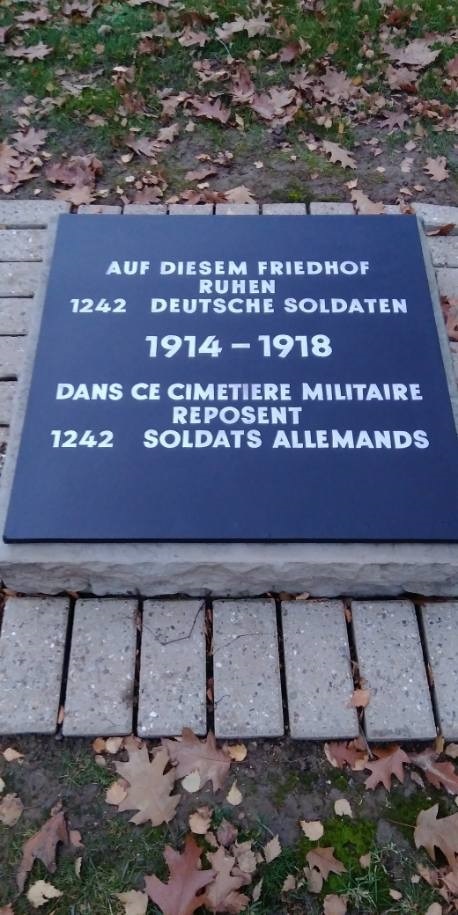 AUF DIESEM FRIEDHOF
RUHEN
1242 DEUTSCHE SOLDATEN
1914 – 1918
DANS CE CIMETIERE MILITAIRE
REPOSENT
1242 SOLDATS ALLEMANDS